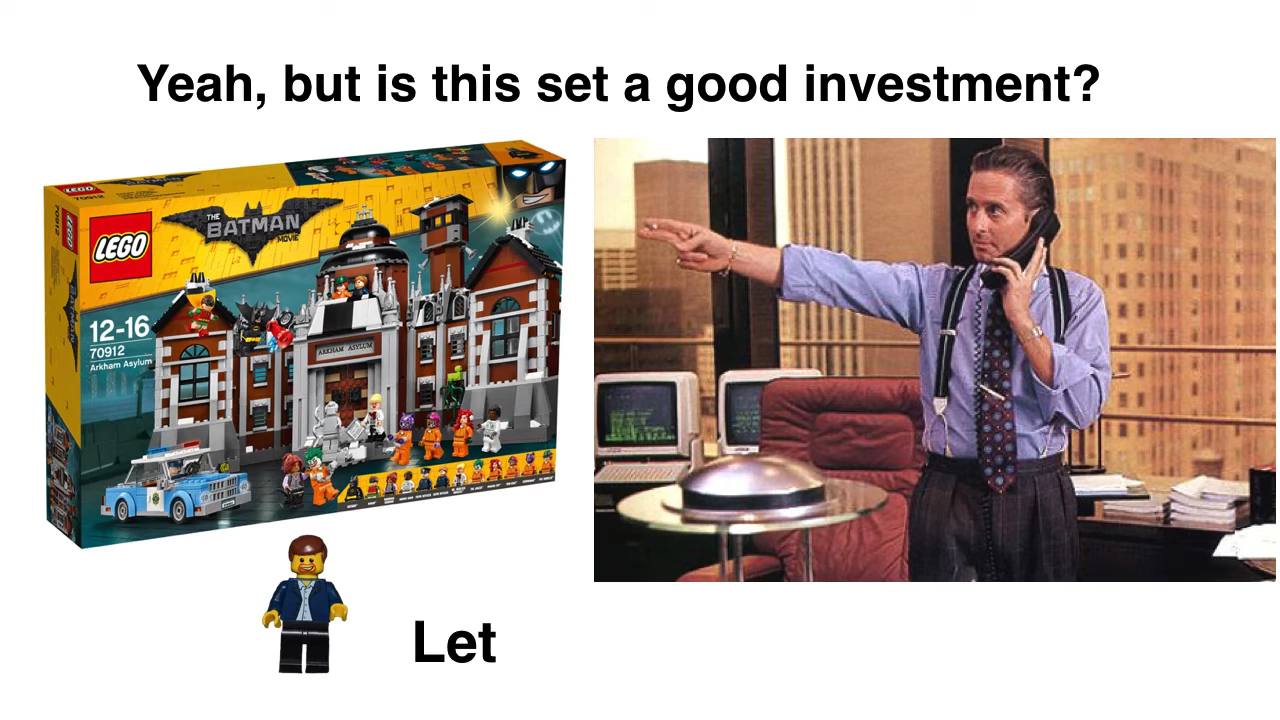 Yeah, but is this set a good investment?
LEGO
70912
THE
BATMAN
MOVIE
LEGO
12-16
70912
Arkham Asylum
ARKHAM ASYLUM
Let